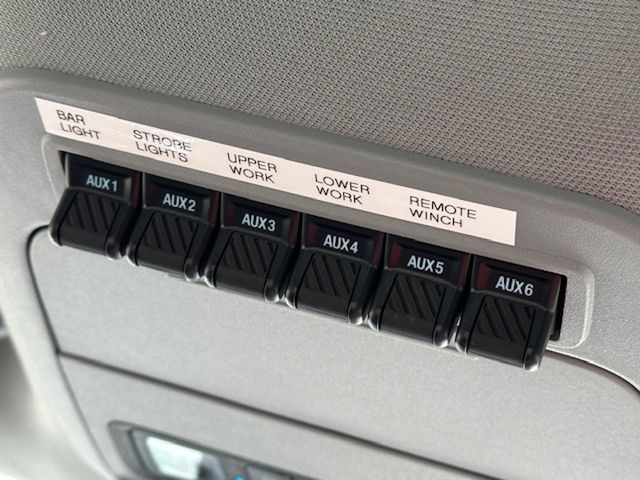 BAR
LIGHT
STROBE
LIGHTS
UPPER
WORK
LOWER
WORK
REMOTE
WINCH
AUX1
AUX2
AUX3
AUX4
AUX5
AUX6